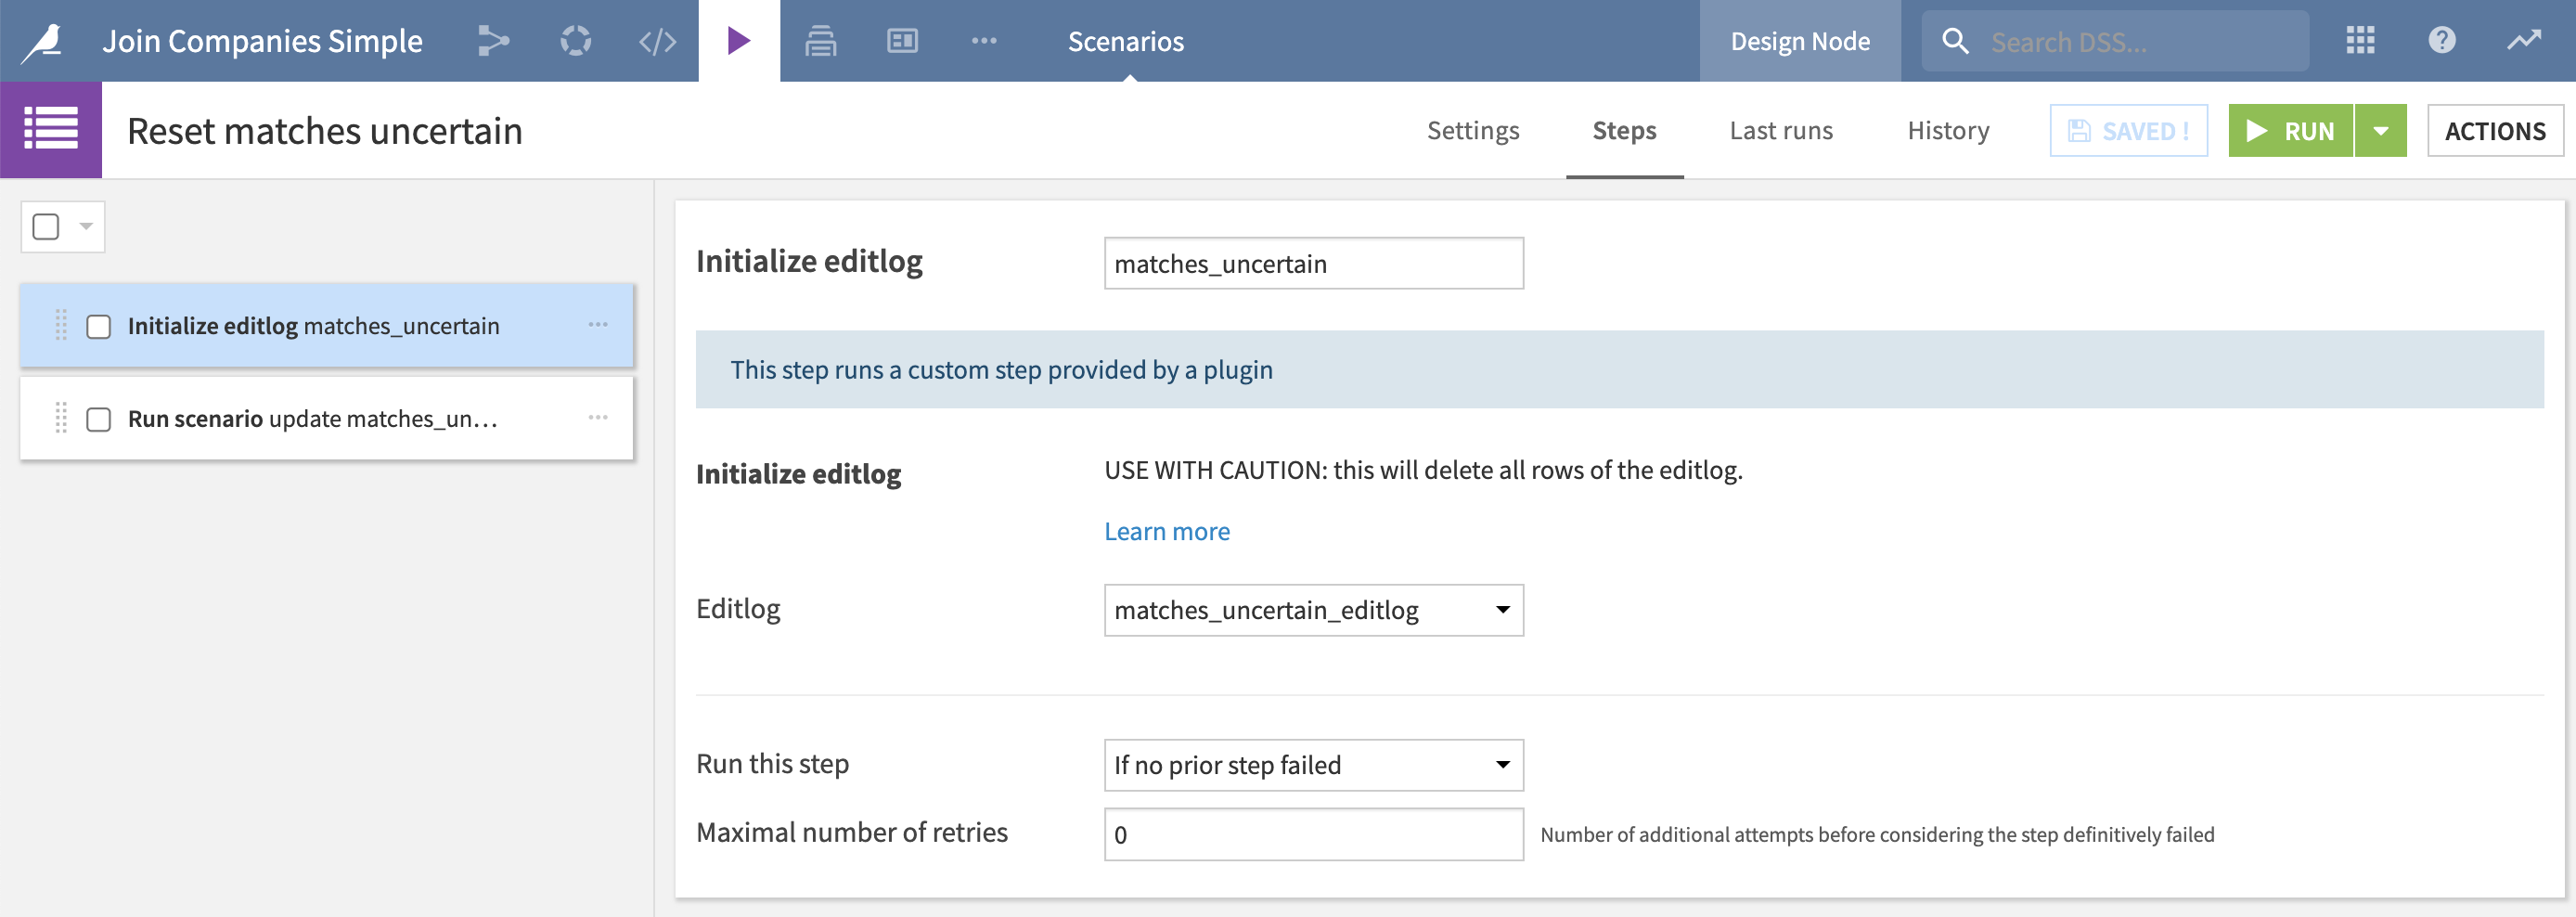 Join Companies Simple
</>
Scenarios
Design Node
Search DSS...
Reset matches uncertain
Settings
Steps
Last runs
History
SAVED !
RUN
ACTIONS
Initialize editlog matches_uncertain
Run scenario update matches_un...
Initialize editlog
matches_uncertain
This step runs a custom step provided by a plugin
Initialize editlog
USE WITH CAUTION: this will delete all rows of the editlog.
Learn more
Editlog
matches_uncertain_editlog
Run this step
If no prior step failed
Maximal number of retries
0
Number of additional attempts before considering the step definitively failed